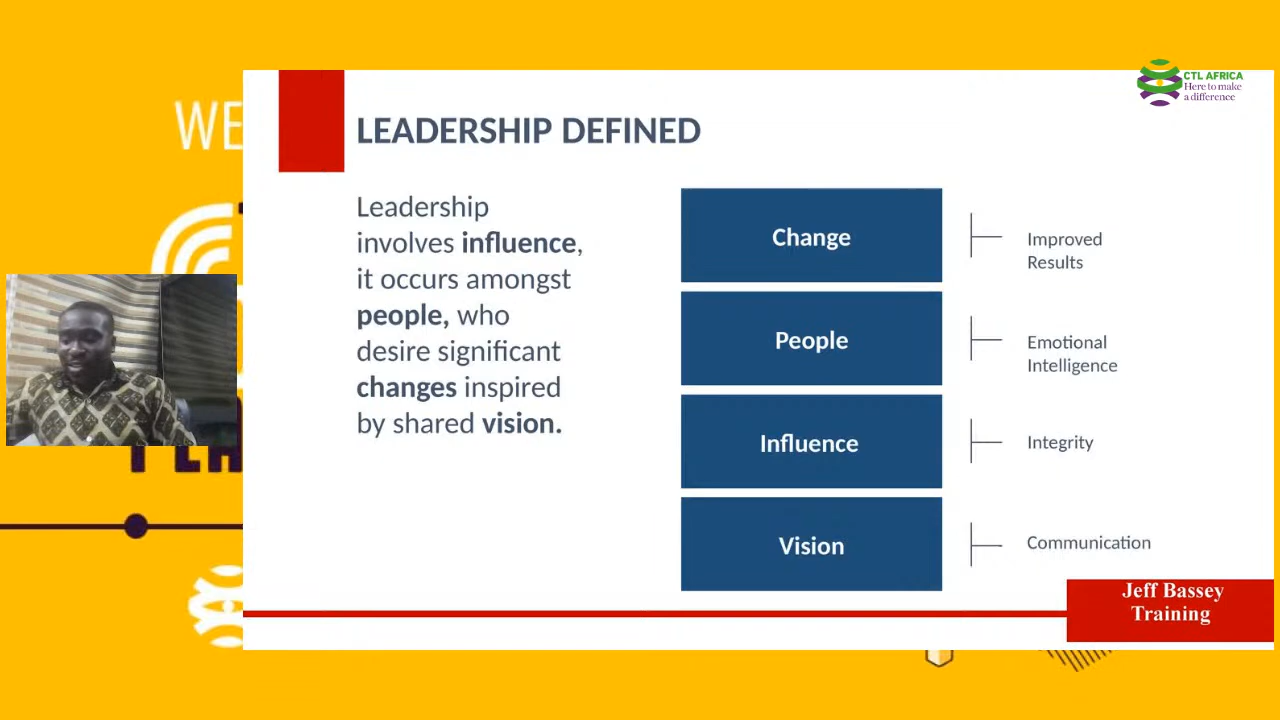 CTL AFRICA
Here to make
a difference
WE
LEADERSHIP DEFINED
Leadership
involves influence,
it occurs amongst
people, who
desire significant
changes inspired
by shared vision.
Change
Improved
Results
People
Emotional
Intelligence
Influence
Integrity
Vision
Communication
Jeff Bassey
Training